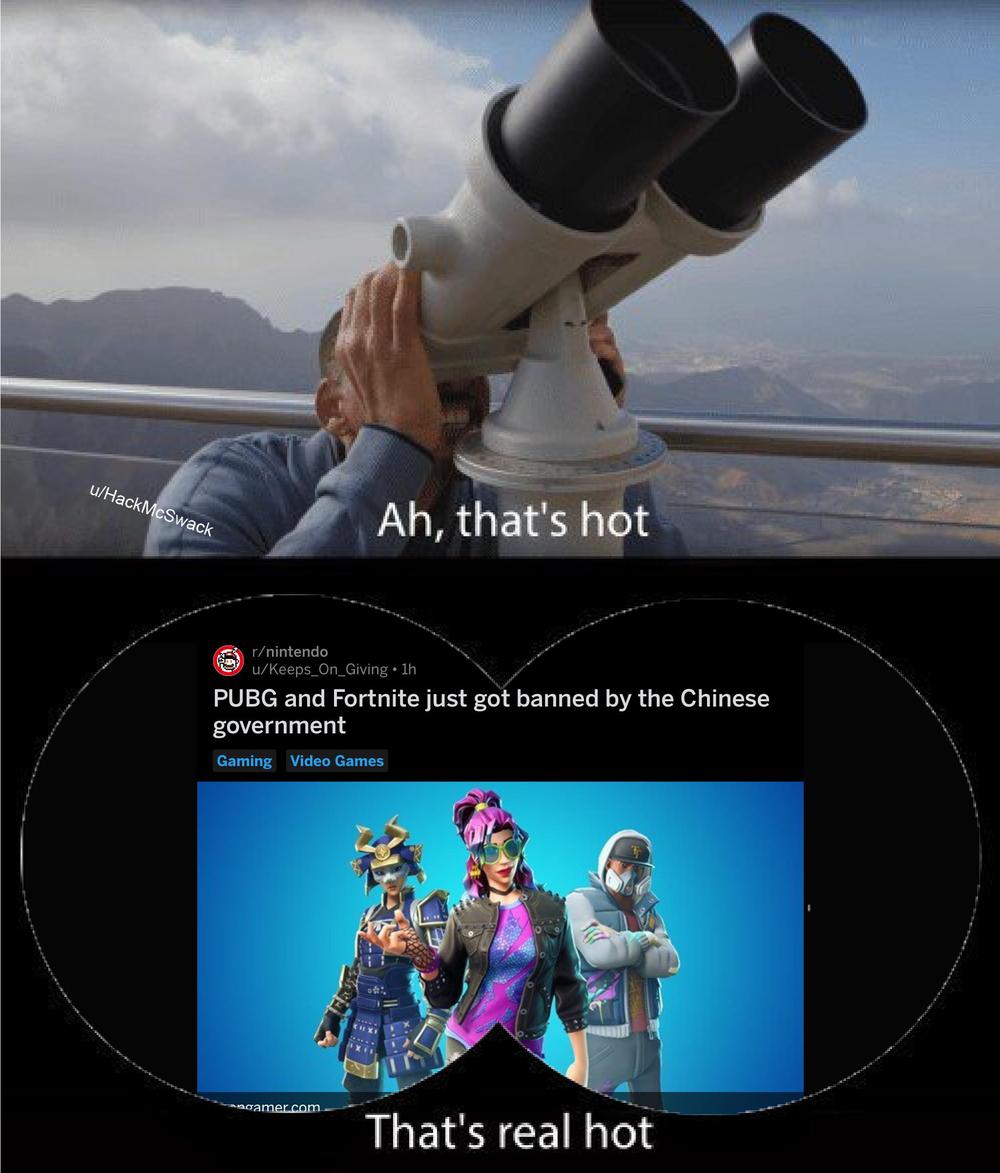 u/HackMcSwack
Ah, that's hot
r/nintendo
u/Keeps_On_Giving • 1h
PUBG and Fortnite just got banned by the Chinese
government
Gaming Video Games
That's real hot